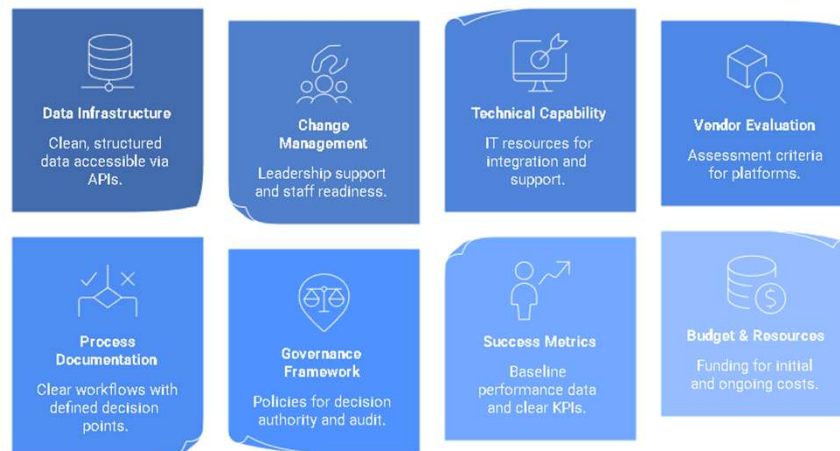 Data Infrastructure
Clean, structured
data accessible via
APIs.
Change
Management
Leadership support
and staff readiness.
Technical Capability
IT resources for
integration and
support.
Vendor Evaluation
Assessment criteria
for platforms.
Process
Documentation
Clear workflows with
defined decision
points.
Governance
Framework
Policies for decision
authority and audit.
Success Metrics
Baseline
performance data
and clear KPIs.
Budget & Resources
Funding for initial
and ongoing costs.